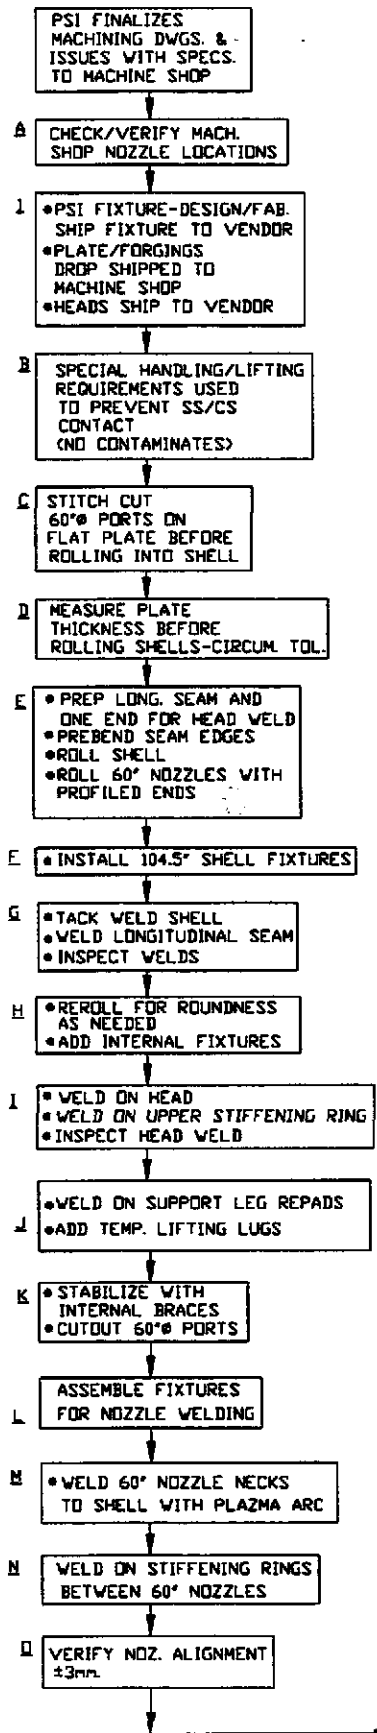 PSI FINALIZES
MACHINING DWGS. &
ISSUES WITH SPECS.
TO MACHINE SHOP
A
CHECK/VERIFY MACH.
SHOP NOZZLE LOCATIONS
1
•PSI FIXTURE-DESIGN/FAB.
SHIP FIXTURE TO VENDOR
•PLATE/FORGINGS
DROP SHIPPED TO
MACHINE SHOP
•HEADS SHIP TO VENDOR
B
SPECIAL HANDLING/LIFTING
REQUIREMENTS USED
TO PREVENT SS/CS
CONTACT
(NO CONTAMINATES)
C
STITCH CUT
60"ø PORTS ON
FLAT PLATE BEFORE
ROLLING INTO SHELL
D
MEASURE PLATE
THICKNESS BEFORE
ROLLING SHELLS-CIRCUM. TOL.
E
• PREP LONG. SEAM AND
ONE END FOR HEAD WELD
• PREBEND SEAM EDGES
•ROLL SHELL
•ROLL 60" NOZZLES WITH
PROFILED ENDS
F
• INSTALL 104.5" SHELL FIXTURES
G
•TACK WELD SHELL
•WELD LONGITUDINAL SEAM
• INSPECT WELDS
H
•REROLL FOR ROUNDNESS
AS NEEDED
•ADD INTERNAL FIXTURES
I
• WELD ON HEAD
•WELD ON UPPER STIFFENING RING
• INSPECT HEAD WELD
J
•WELD ON SUPPORT LEG REPADS
•ADD TEMP. LIFTING LUGS
K
• STABILIZE WITH
INTERNAL BRACES
•CUTOUT 60"ø PORTS
L
ASSEMBLE FIXTURES
FOR NOZZLE WELDING
M
•WELD 60" NOZZLE NECKS
TO SHELL WITH PLAZMA ARC
N
WELD ON STIFFENING RINGS
BETWEEN 60" NOZZLES
O
VERIFY NOZ. ALIGNMENT
±3mm.